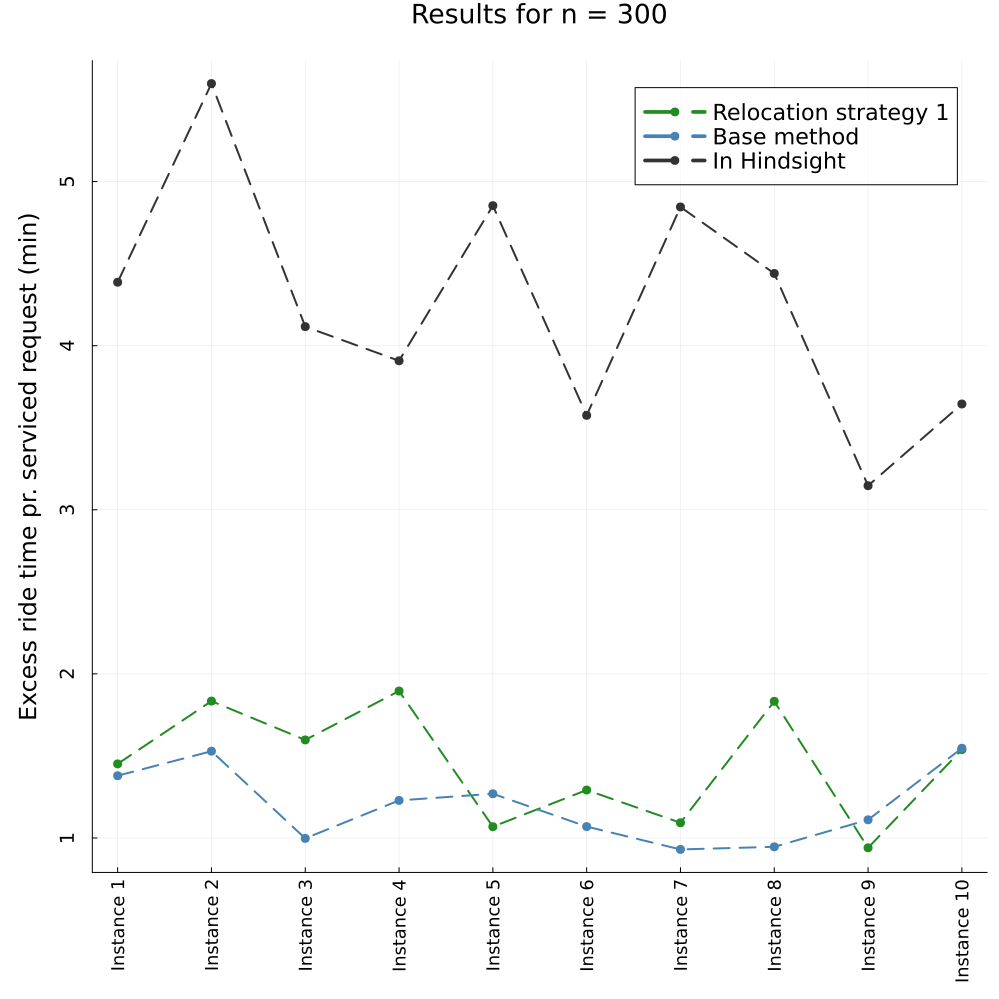 Results for n = 300
Relocation strategy 1
Base method
In Hindsight
Excess ride time pr. serviced request (min)
5
4
3
2
1
Instance 1
Instance 2
Instance 3
Instance 4
Instance 5
Instance 6
Instance 7
Instance 8
Instance 9
Instance 10